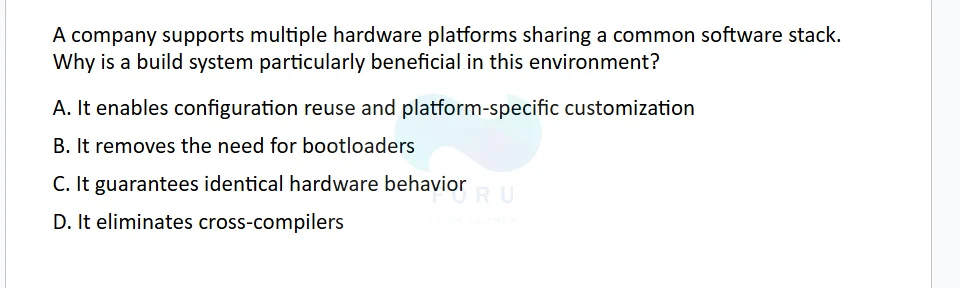 A company supports multiple hardware platforms sharing a common software stack.
Why is a build system particularly beneficial in this environment?
A. It enables configuration reuse and platform-specific customization
B. It removes the need for bootloaders
C. It guarantees identical hardware behavior
FORU
D. It eliminates cross-compilers